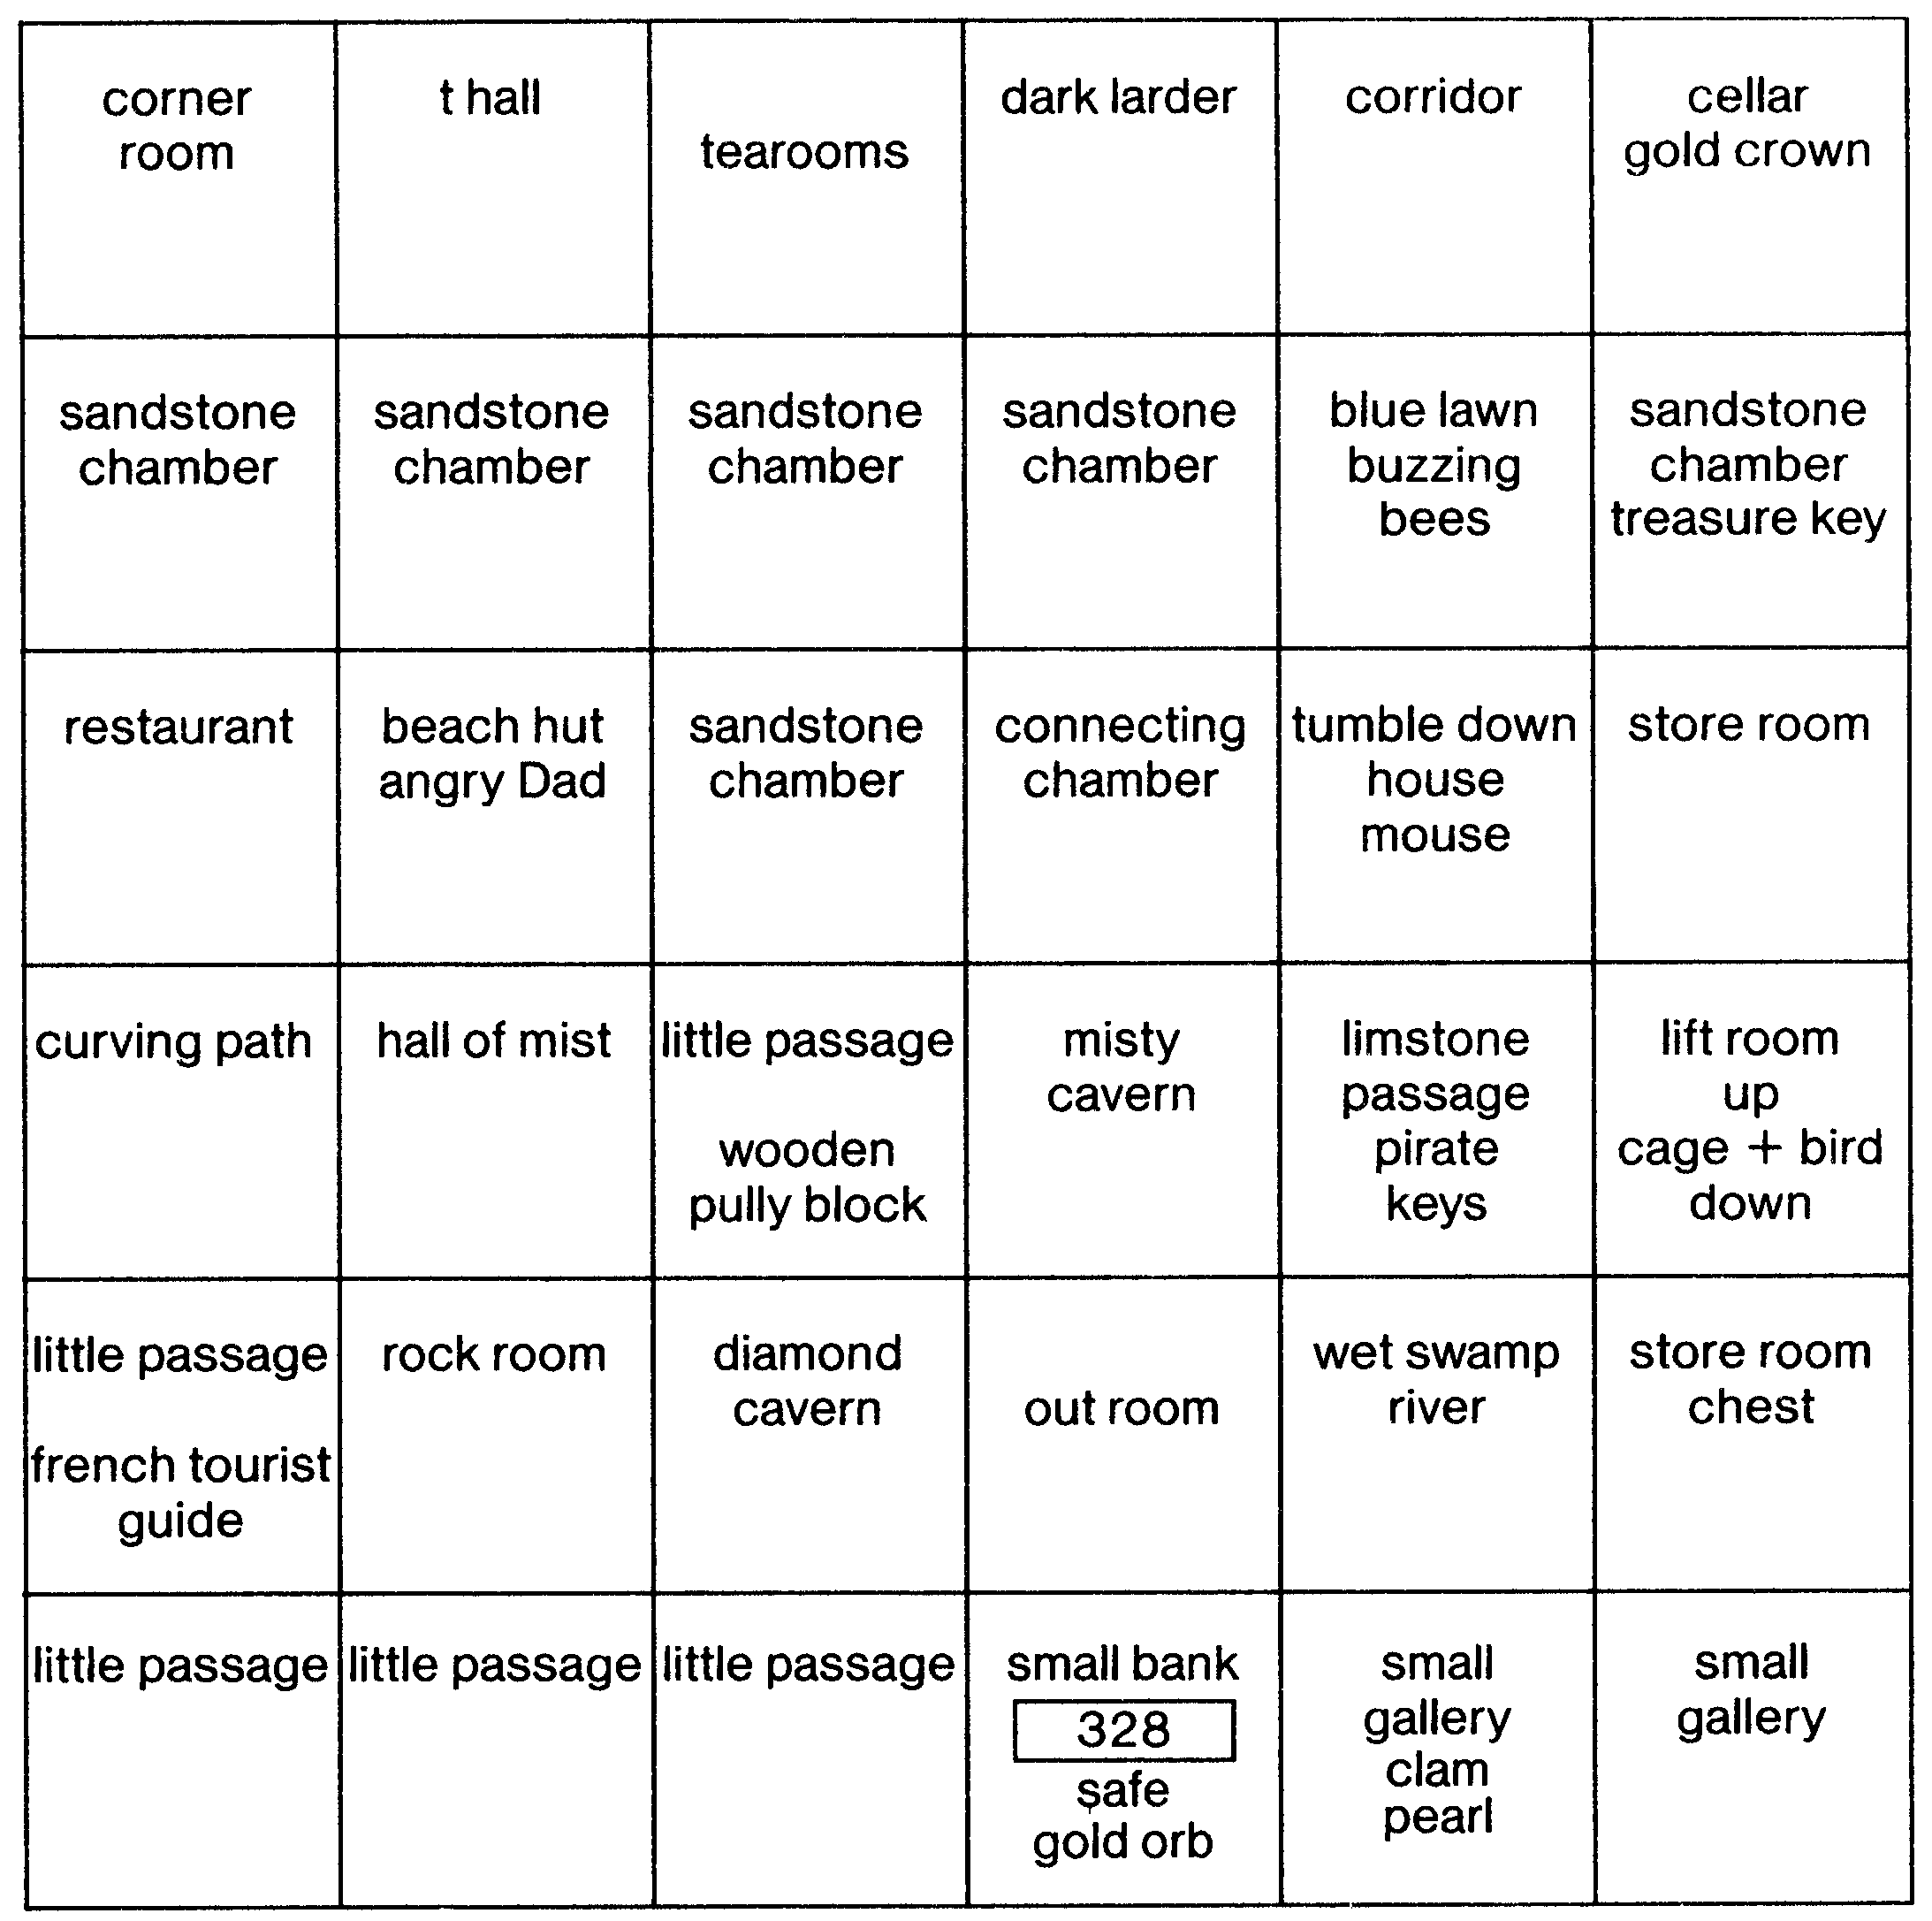 corner
room
t hall
tearooms
dark larder
corridor
cellar
gold crown
sandstone
chamber
sandstone
chamber
sandstone
chamber
sandstone
chamber
blue lawn
buzzing
bees
sandstone
chamber
treasure key
restaurant
beach hut
angry Dad
sandstone
chamber
connecting
chamber
tumble down
house
mouse
store room
curving path
hall of mist
little passage
wooden
pully block
misty
cavern
limstone
passage
pirate
keys
lift room
up
cage + bird
down
little passage
french tourist
guide
rock room
diamond
cavern
out room
wet swamp
river
store room
chest
little passage
little passage
little passage
small bank
328
safe
gold orb
small
gallery
clam
pearl
small
gallery